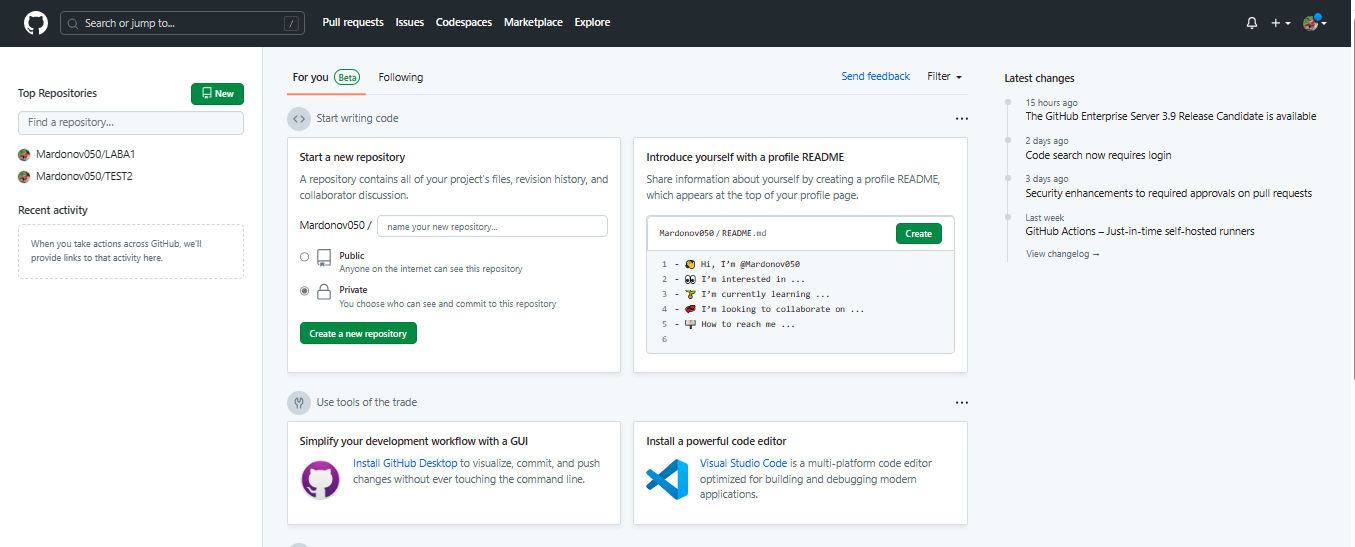 Search or jump to...
/
Pull requests
Issues
Codespaces
Marketplace
Explore
Top Repositories
New
Find a repository...
Mardonov050/LABA1
Mardonov050/TEST2
Recent activity
When you take actions across GitHub, we'll
provide links to that activity here.
For you Beta
Following
Send feedback
Filter
Start writing code
Start a new repository
A repository contains all of your project's files, revision history, and
collaborator discussion.
Mardonov050 /
name your new repository...
Public
Anyone on the internet can see this repository
Private
You choose who can see and commit to this repository
Create a new repository
Introduce yourself with a profile README
Share information about yourself by creating a profile README,
which appears at the top of your profile page.
Mardonov050 / README.md
Create
1 - 👋 Hi, I'm @Mardonov050
2 - 👀 I'm interested in ...
3 - 🌱 I'm currently learning ...
4 - 💞️ I'm looking to collaborate on ...
5 - 📫 How to reach me ...
6
Use tools of the trade
Simplify your development workflow with a GUI
Install GitHub Desktop to visualize, commit, and push
changes without ever touching the command line.
Install a powerful code editor
Visual Studio Code is a multi-platform code editor
optimized for building and debugging modern
applications.
Latest changes
15 hours ago
The GitHub Enterprise Server 3.9 Release Candidate is available
2 days ago
Code search now requires login
3 days ago
Security enhancements to required approvals on pull requests
Last week
GitHub Actions – Just-in-time self-hosted runners
View changelog →